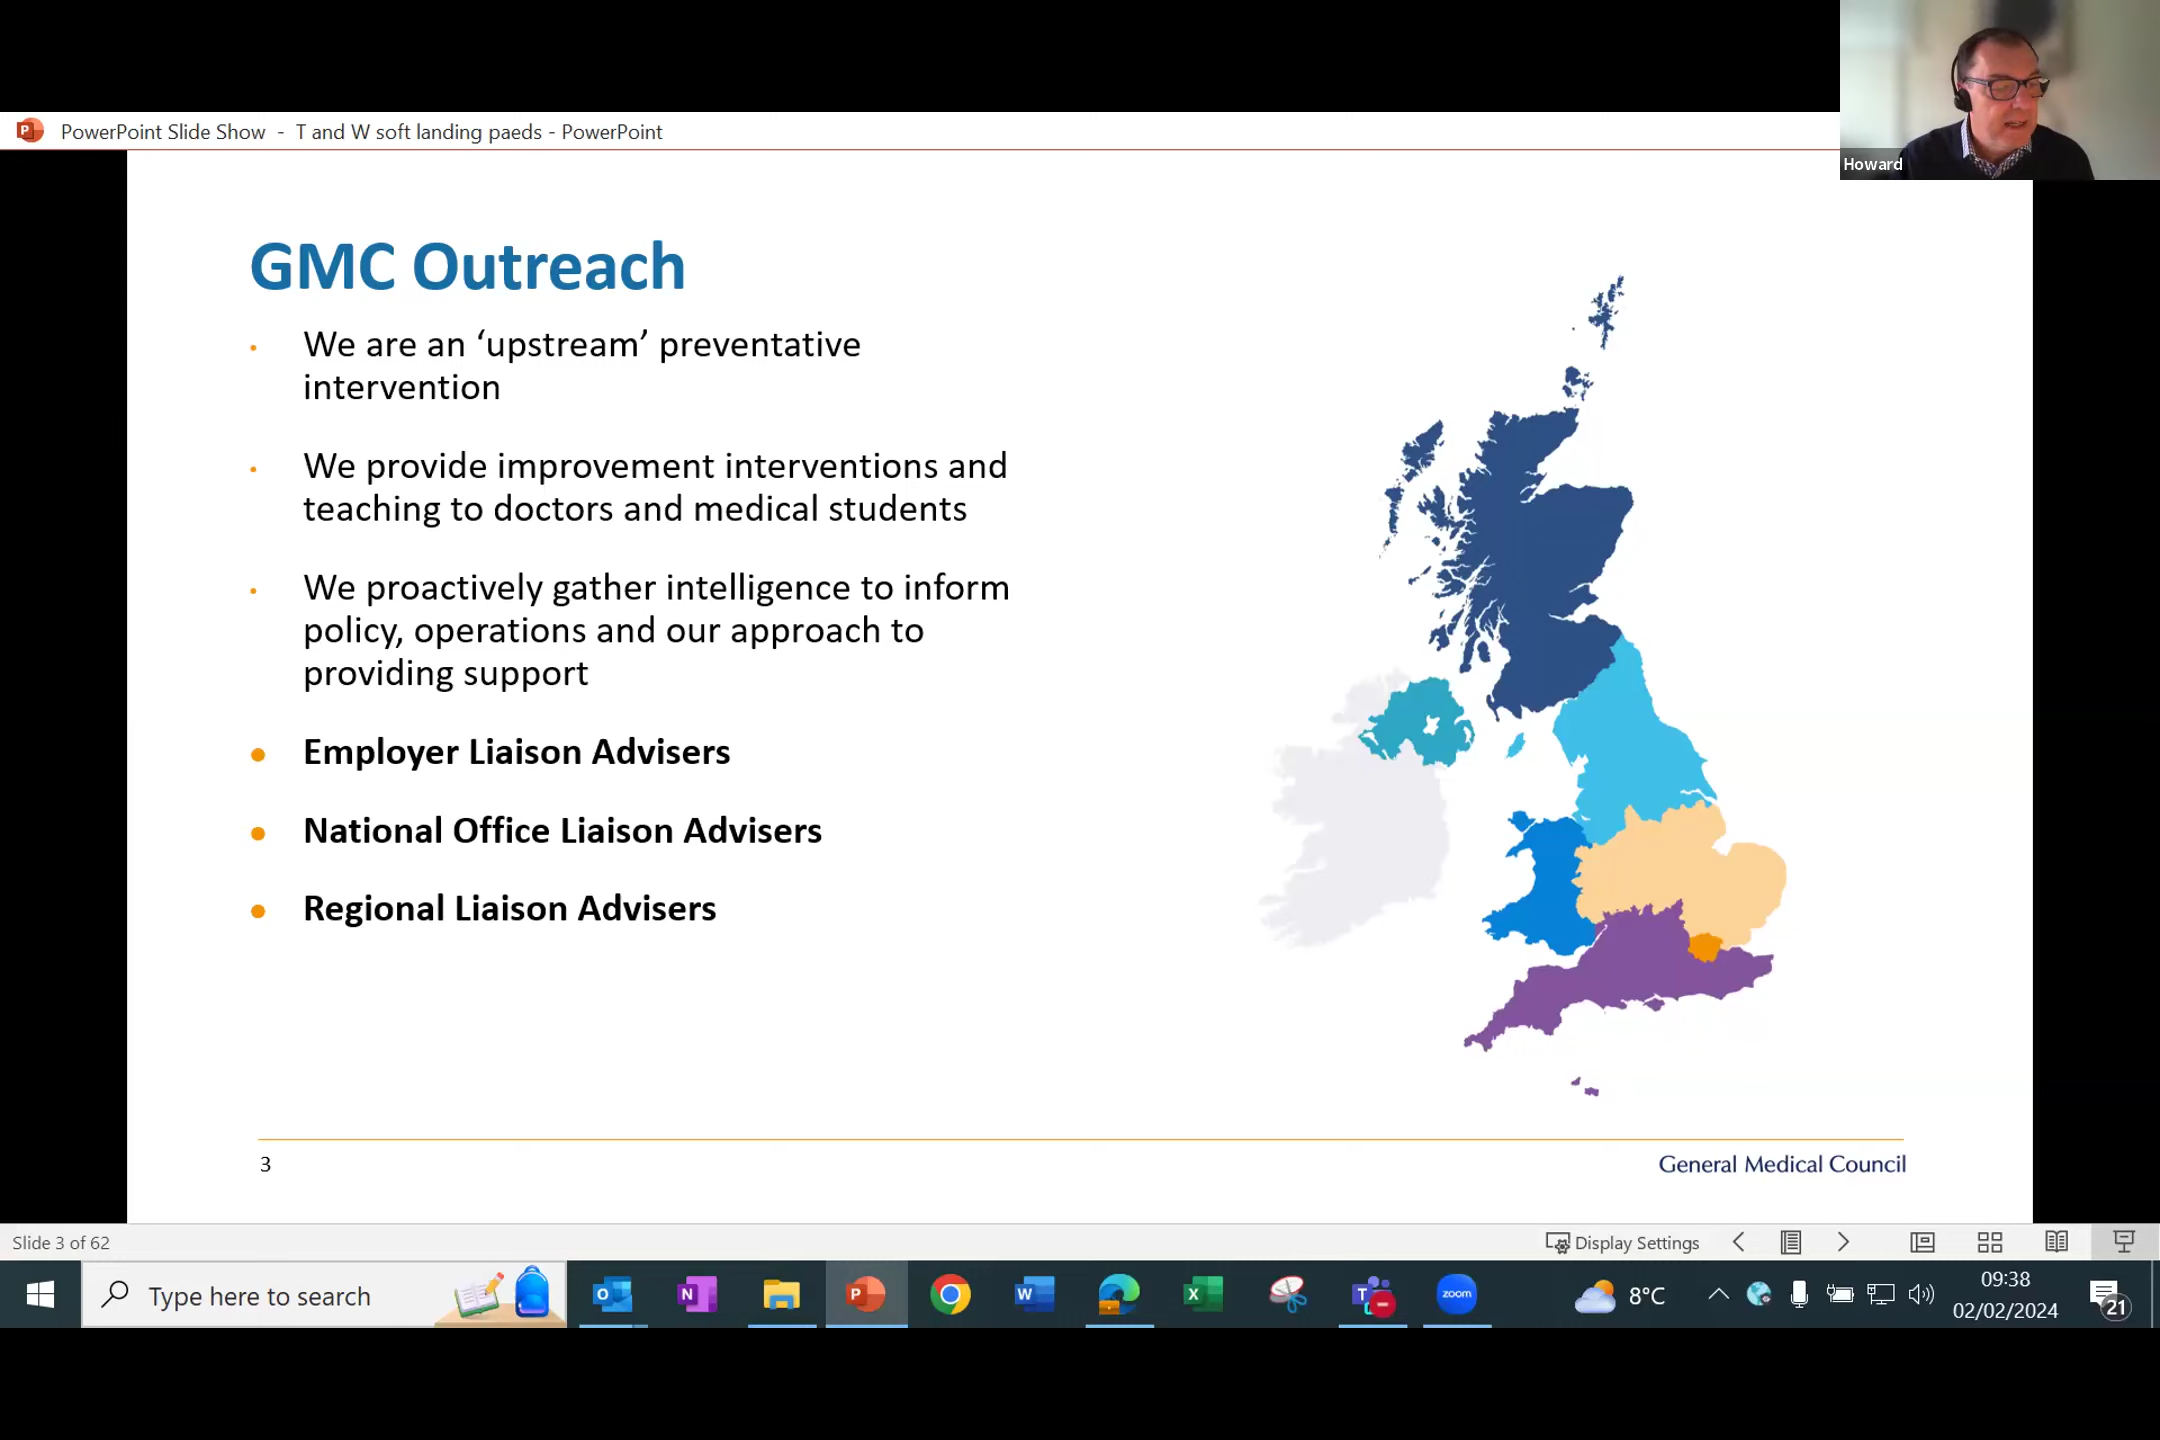 PowerPoint Slide Show - T and W soft landing paeds - PowerPoint
Howard
GMC Outreach
We are an ‘upstream’ preventative
intervention
We provide improvement interventions and
teaching to doctors and medical students
We proactively gather intelligence to inform
policy, operations and our approach to
providing support
Employer Liaison Advisers
National Office Liaison Advisers
Regional Liaison Advisers
3
General Medical Council
Slide 3 of 62
Display Settings
Type here to search
zoom
8°C
09:38
02/02/2024
21